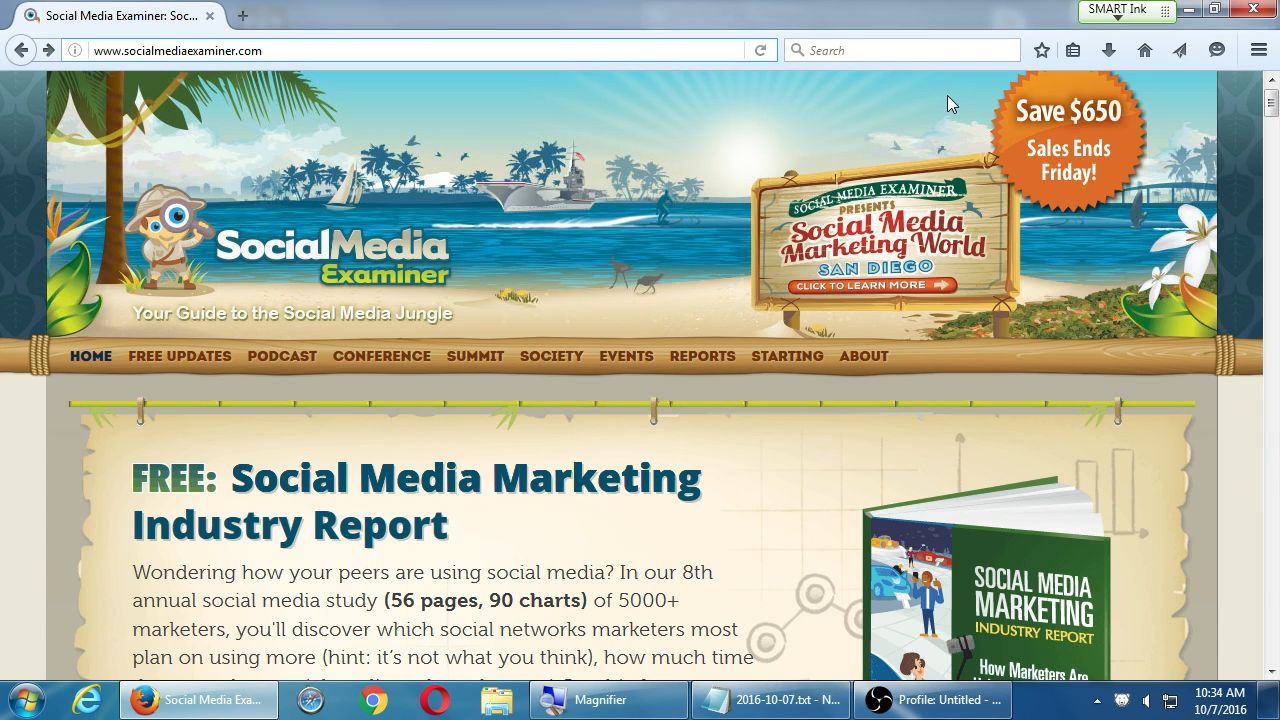 Social Media Examiner: Soc...
SMART Ink
www.socialmediaexaminer.com
Search
Save $650
Sales Ends
Friday!
SOCIAL MEDIA EXAMINER
PRESENTS
Social Media
Marketing World
SAN DIEGO
CLICK TO LEARN MORE
SocialMedia
Examiner
Your Guide to the Social Media Jungle
HOME FREE UPDATES PODCAST CONFERENCE SUMMIT SOCIETY EVENTS REPORTS STARTING ABOUT
FREE: Social Media Marketing
Industry Report
Wondering how your peers are using social media? In our 8th
annual social media study (56 pages, 90 charts) of 5000+
marketers, you'll discover which social networks marketers most
plan on using more (hint: it's not what you think), how much time
SOCIAL MEDIA
MARKETING
INDUSTRY REPORT
How Marketers Are
Social Media Exa...
Magnifier
2016-10-07.txt - N...
Profile: Untitled - ...
10:34 AM
10/7/2016